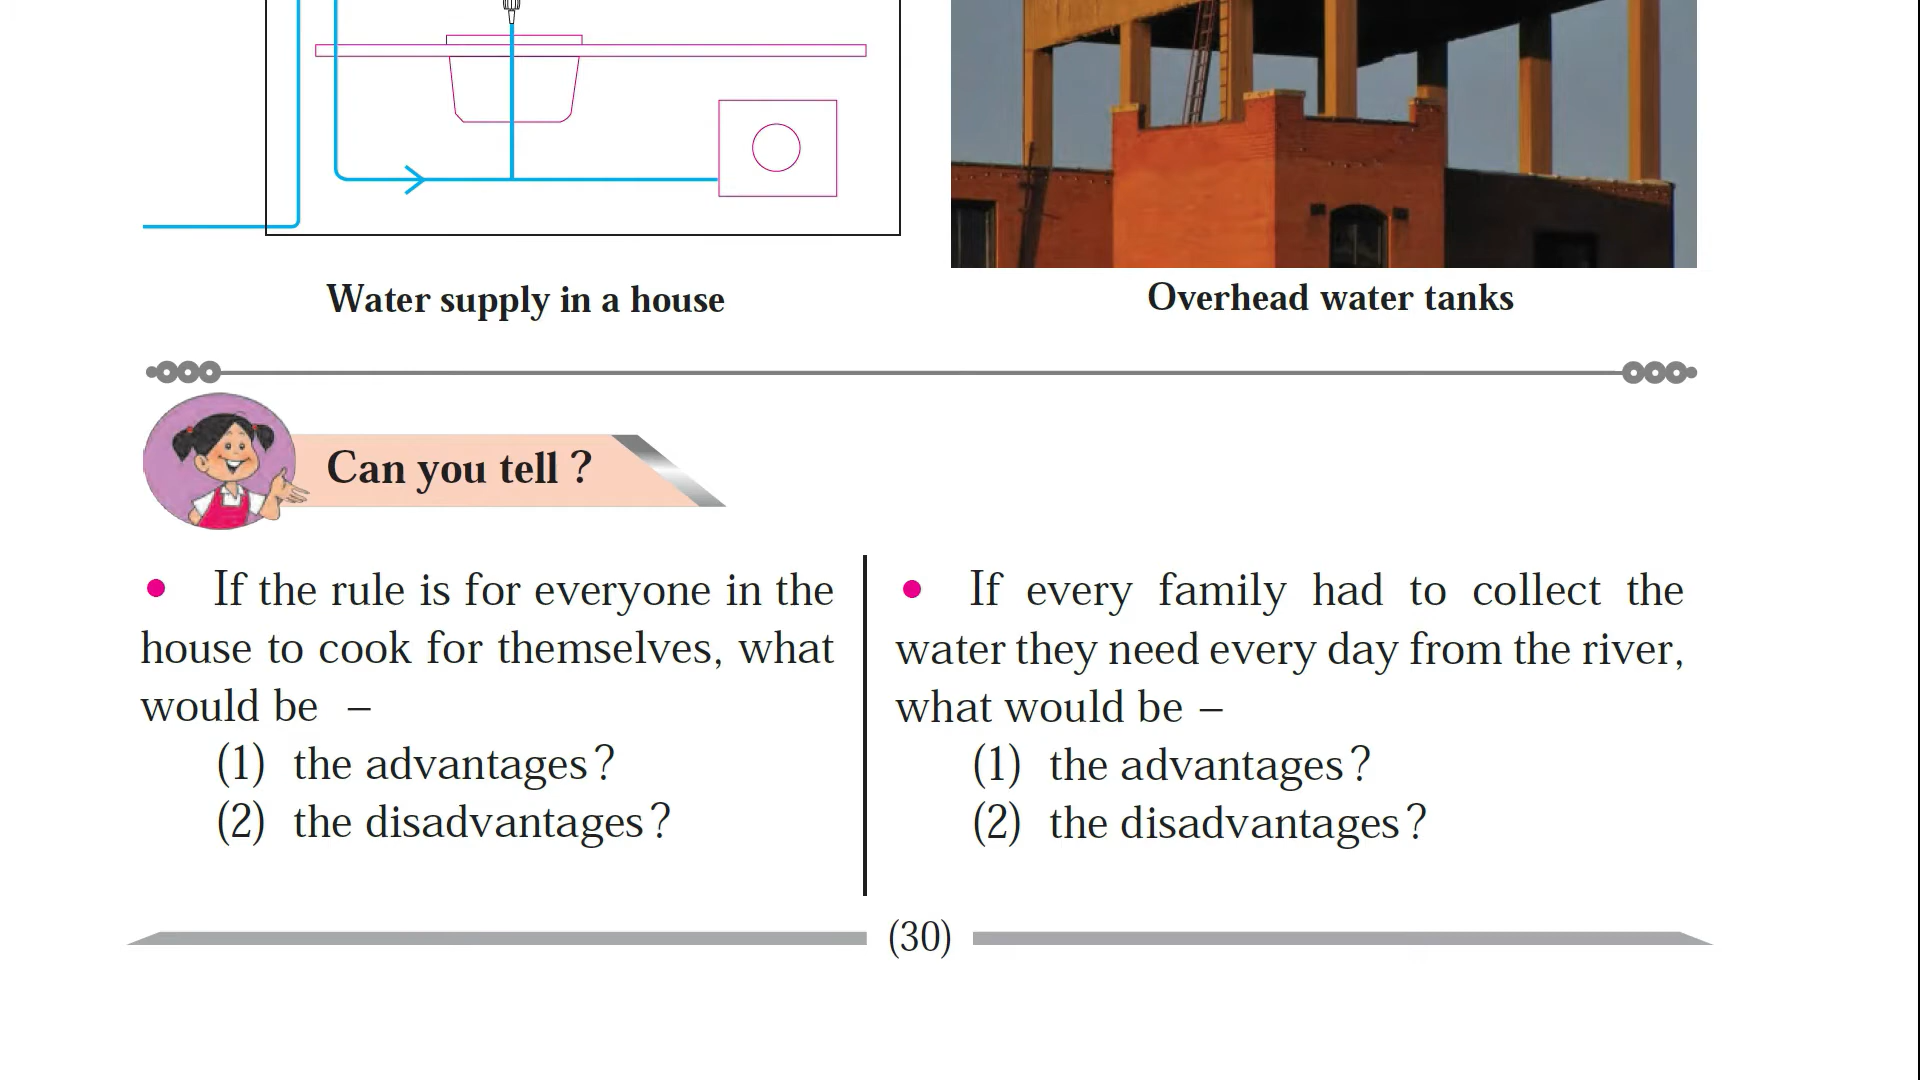 Water supply in a house
Overhead water tanks
Can you tell ?
• If the rule is for everyone in the
house to cook for themselves, what
would be –
(1) the advantages ?
(2) the disadvantages ?
• If every family had to collect the
water they need every day from the river,
what would be –
(1) the advantages ?
(2) the disadvantages ?
(30)